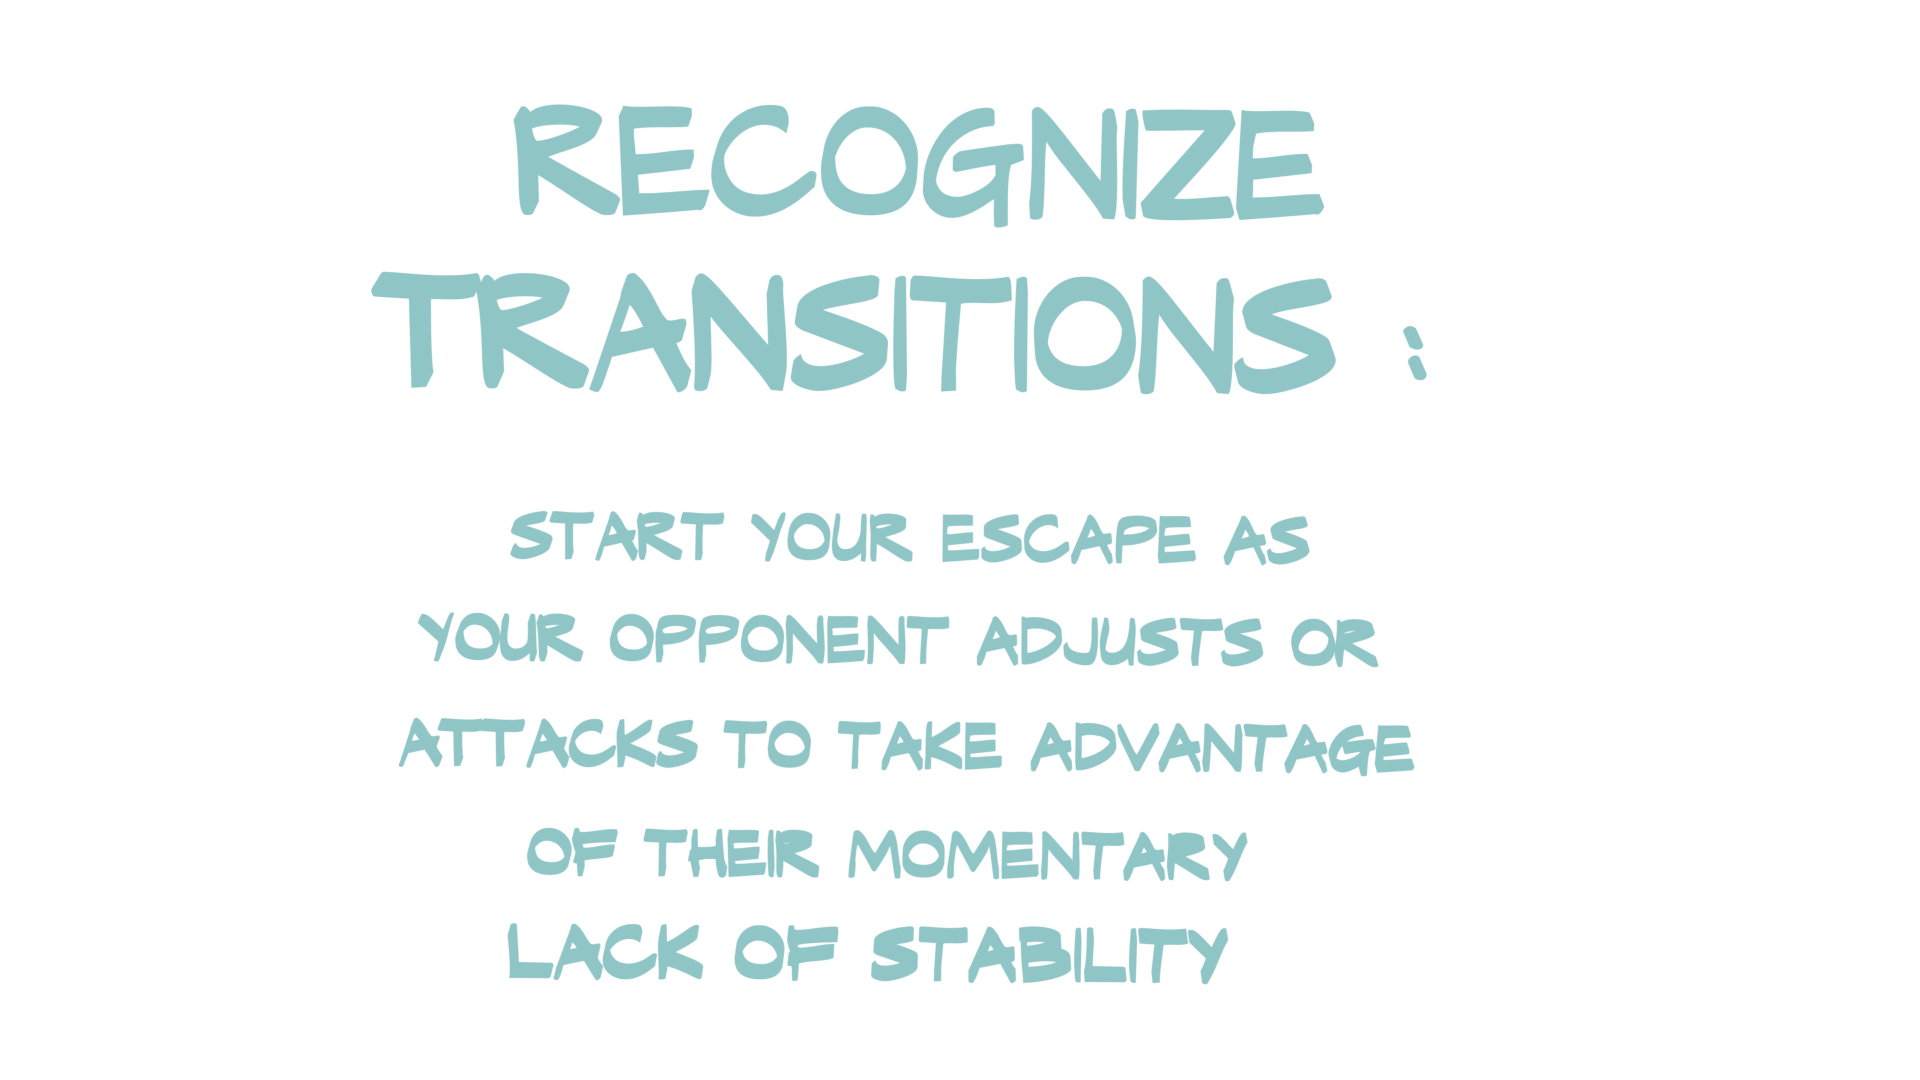 RECOGNIZE
TRANSITIONS :
START YOUR ESCAPE AS
YOUR OPPONENT ADJUSTS OR
ATTACKS TO TAKE ADVANTAGE
OF THEIR MOMENTARY
LACK OF STABILITY